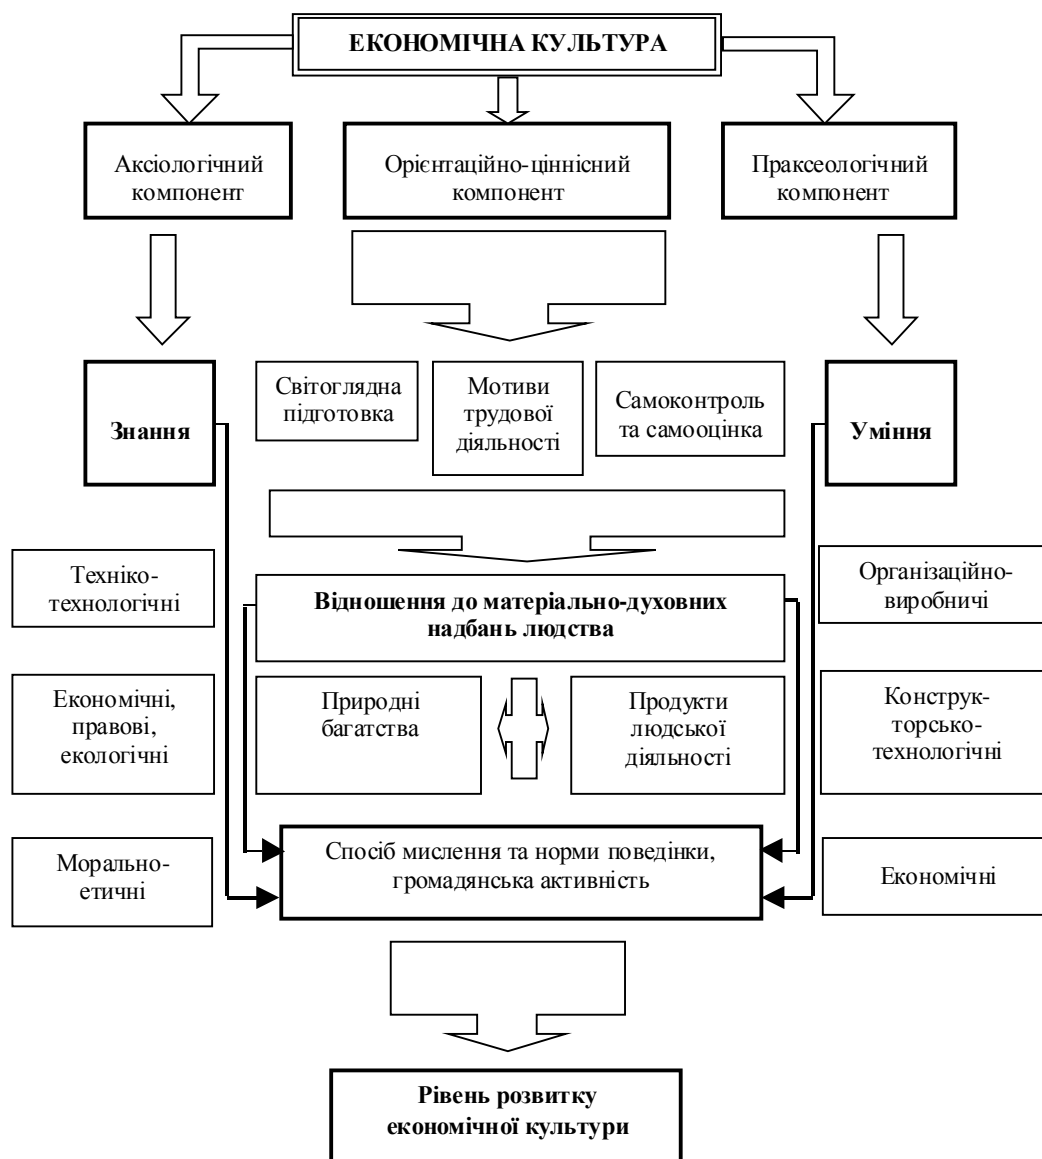 ЕКОНОМІЧНА КУЛЬТУРА
Аксіологічний
компонент
Орієнтаційно-ціннісний
компонент
Праксеологічний
компонент
Знання
Світоглядна
підготовка
Мотиви
трудової
діяльності
Самоконтроль
та самооцінка
Уміння
Техніко-
технологічні
Відношення до матеріально-духовних
надбань людства
Організаційно-
виробничі
Економічні,
правові,
екологічні
Природні
багатства
Продукти
людської
діяльності
Конструк-
торсько-
технологічні
Морально-
етичні
Спосіб мислення та норми поведінки,
громадянська активність
Економічні
Рівень розвитку
економічної культури